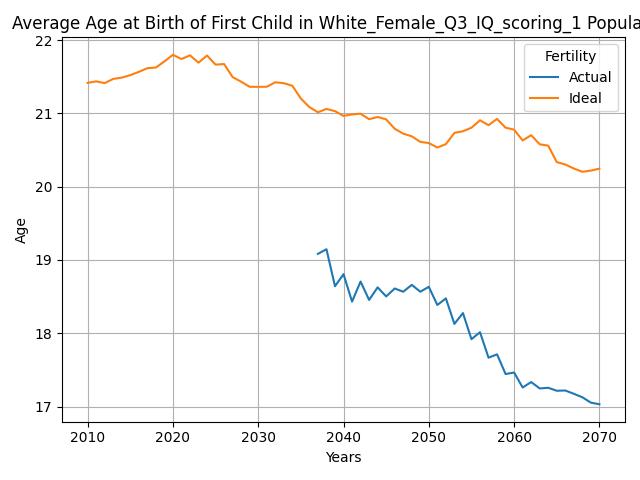 Average Age at Birth of First Child in White_Female_Q3_IQ_scoring_1 Popula
22
21
20
19
18
17
Age
Fertility
Actual
Ideal
2010 2020 2030 2040 2050 2060 2070
Years